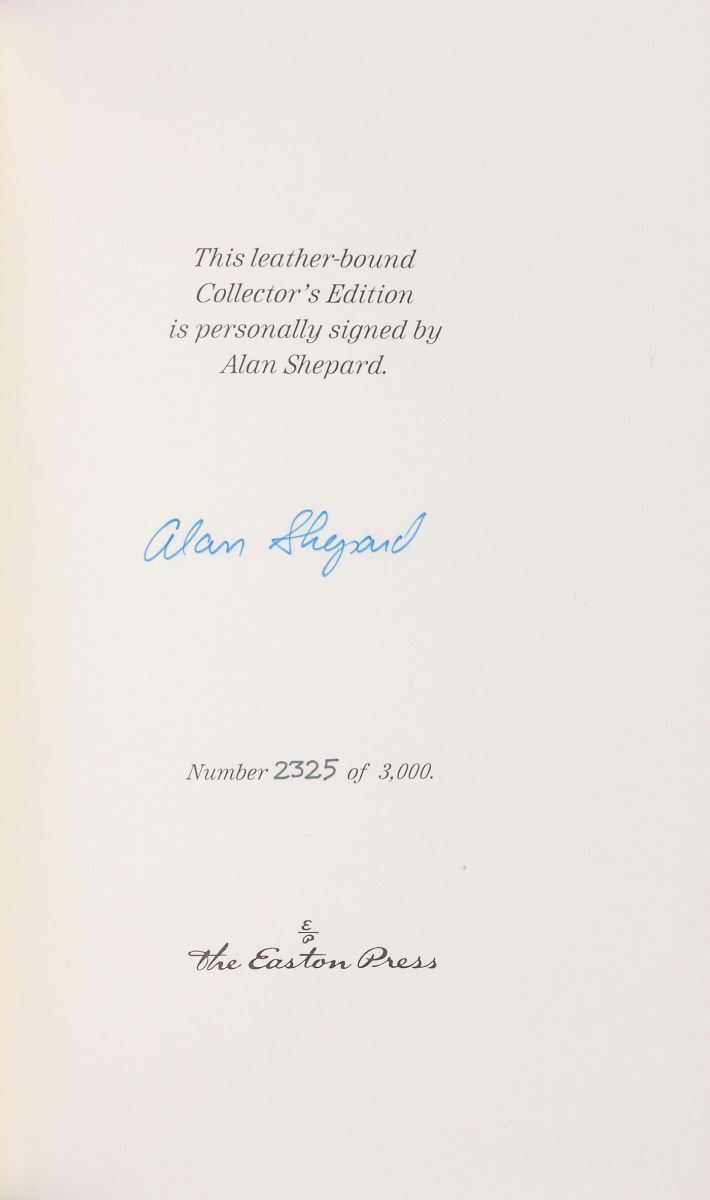 This leather-bound
Collector's Edition
is personally signed by
Alan Shepard.
Alan Shepard
Number 2325 of 3,000.
E
P
The Easton Press